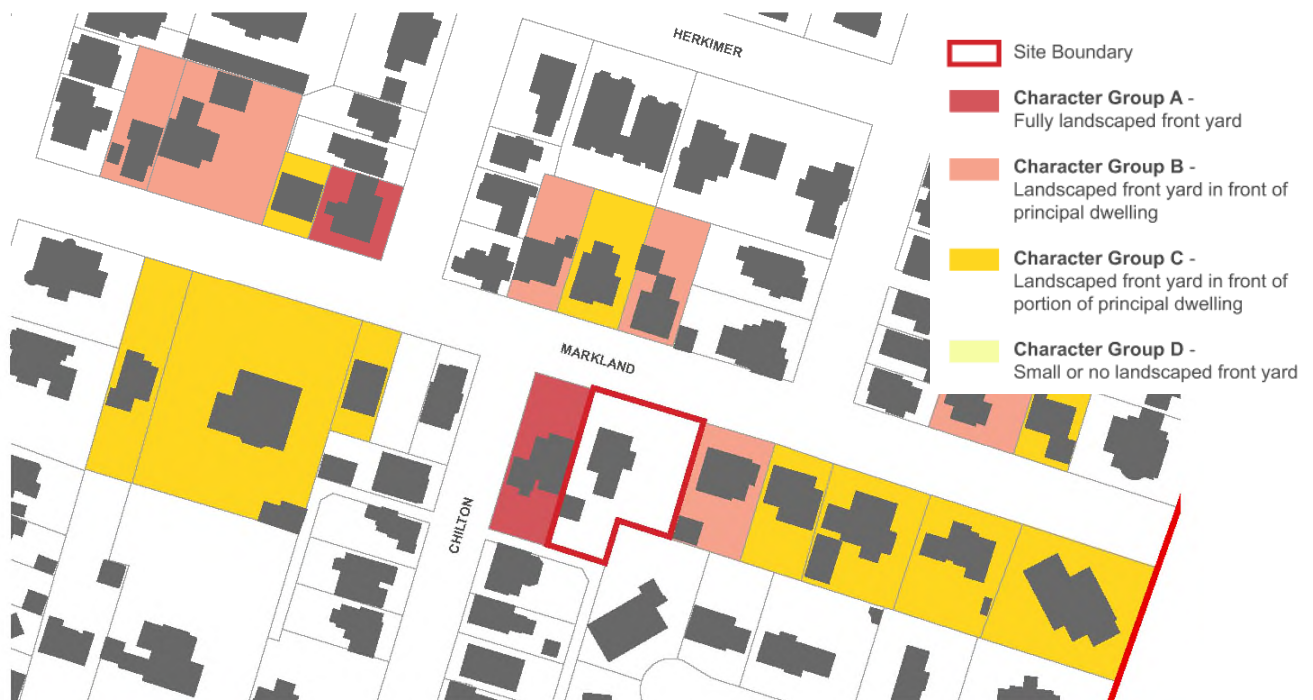 HERKIMER
MARKLAND
CHILTON
Site Boundary
Character Group A -
Fully landscaped front yard
Character Group B -
Landscaped front yard in front of
principal dwelling
Character Group C -
Landscaped front yard in front of
portion of principal dwelling
Character Group D -
Small or no landscaped front yard